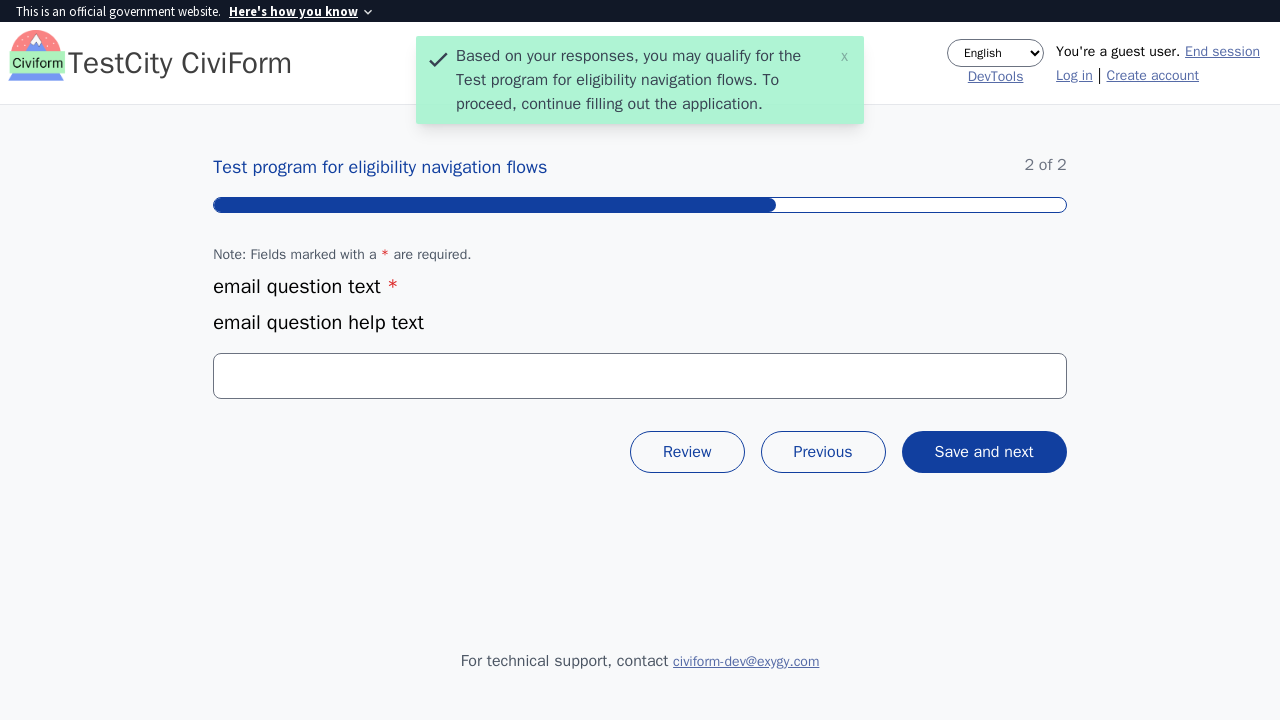 This is an official government website. Here's how you know
Civiform
TestCity CiviForm
Based on your responses, you may qualify for the
Test program for eligibility navigation flows. To
proceed, continue filling out the application.
x
English
DevTools
You're a guest user. End session
Log in | Create account
Test program for eligibility navigation flows
2 of 2
Note: Fields marked with a * are required.
email question text *
email question help text
Review
Previous
Save and next
For technical support, contact civiform-dev@exygy.com